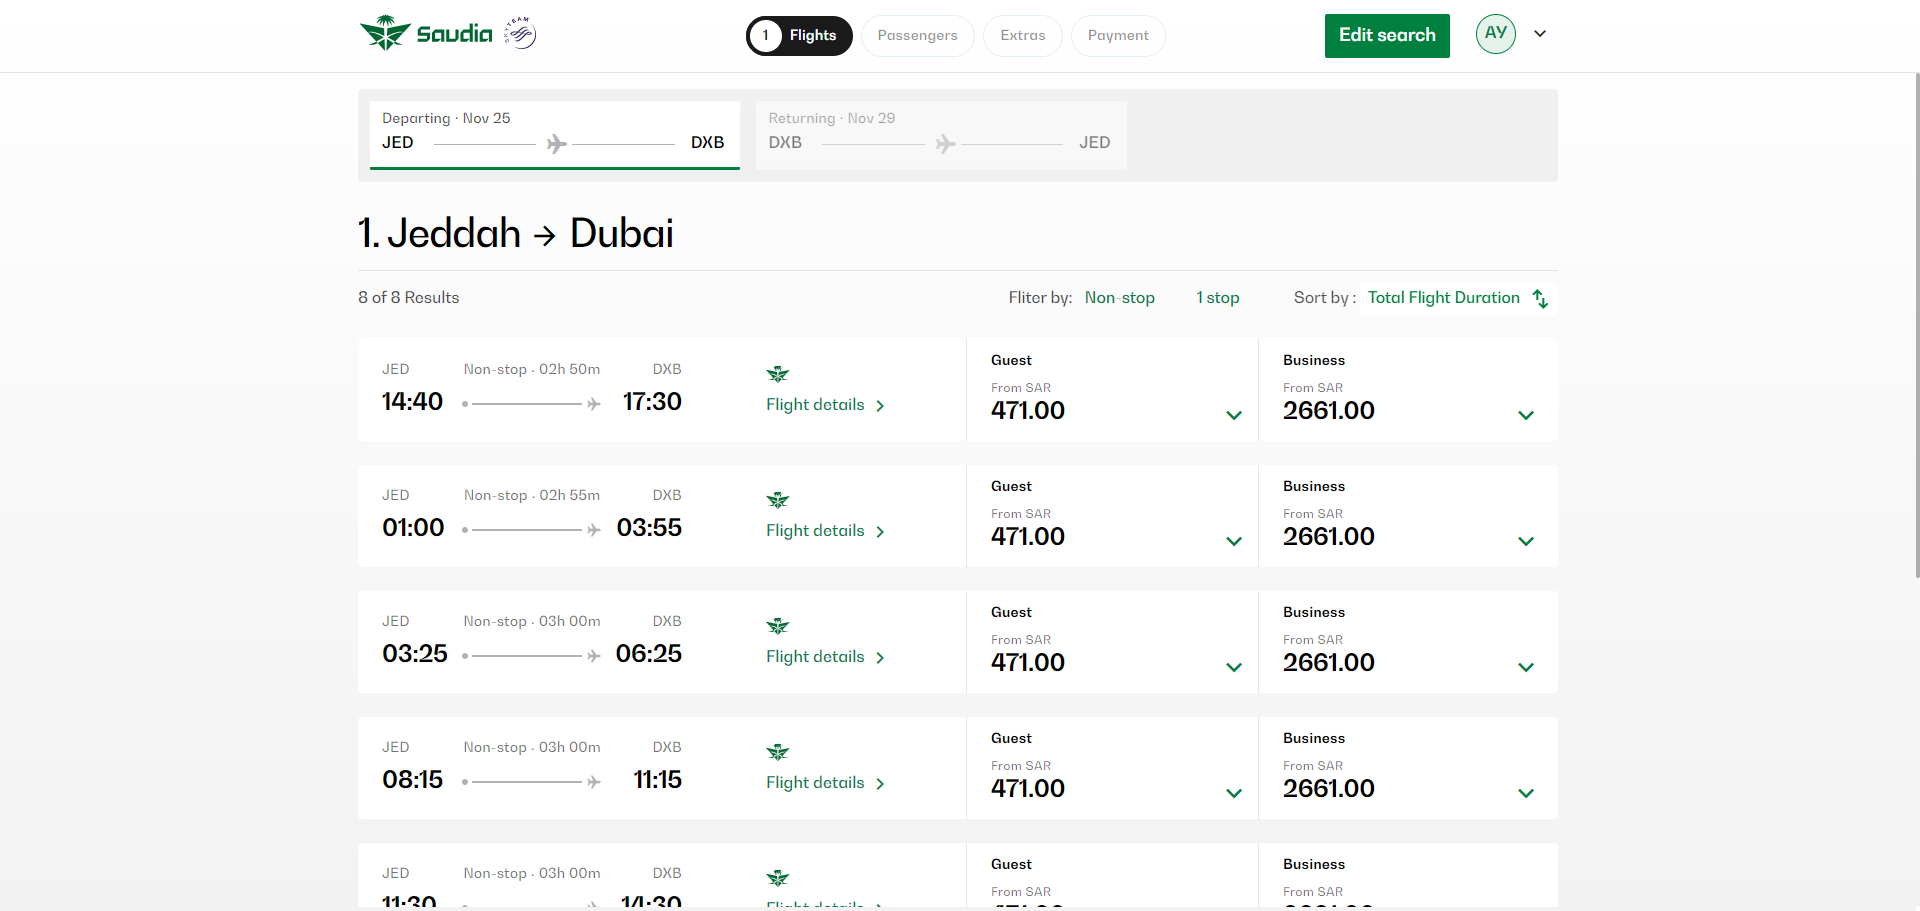 Saudia SKYTEAM
1 Flights Passengers Extras Payment
Edit search AY
Departing · Nov 25
JED DXB
Returning · Nov 29
DXB JED
1. Jeddah → Dubai
8 of 8 Results
Fliter by: Non-stop 1 stop Sort by : Total Flight Duration
JED Non-stop · 02h 50m DXB
14:40 17:30
Flight details
Guest
From SAR
471.00
Business
From SAR
2661.00
JED Non-stop · 02h 55m DXB
01:00 03:55
Flight details
Guest
From SAR
471.00
Business
From SAR
2661.00
JED Non-stop · 03h 00m DXB
03:25 06:25
Flight details
Guest
From SAR
471.00
Business
From SAR
2661.00
JED Non-stop · 03h 00m DXB
08:15 11:15
Flight details
Guest
From SAR
471.00
Business
From SAR
2661.00
JED Non-stop · 03h 00m DXB
11:30 14:30
Flight details
Guest
From SAR
Business
From SAR